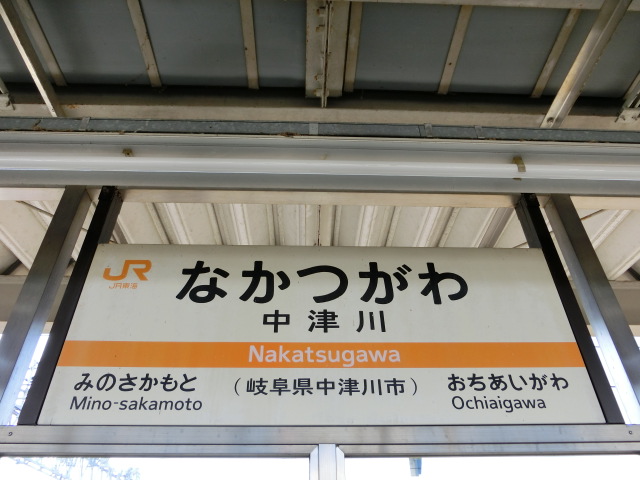 JR
JR東海
なかつがわ
中津川
Nakatsugawa
みのさかもと (岐阜県中津川市) おちあいがわ
Mino-sakamoto Ochiaigawa